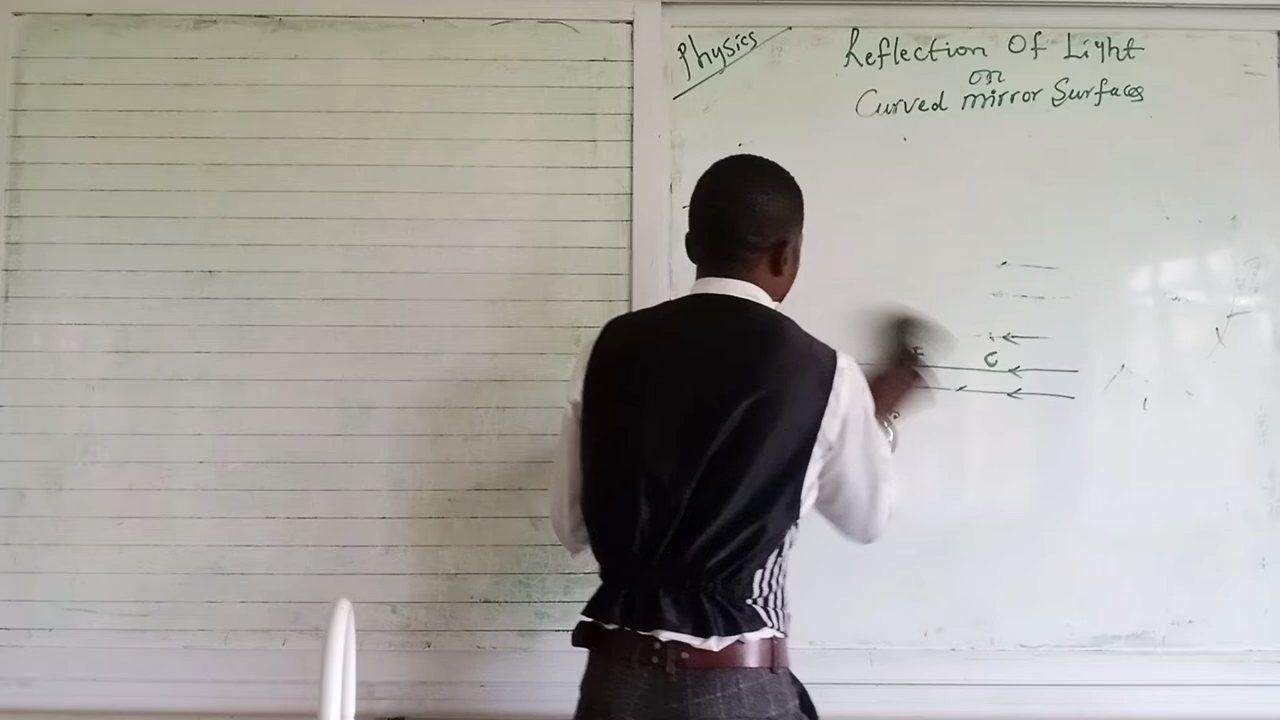 Physics
Reflection Of Light
on
Curved mirror Surfaces
F
C